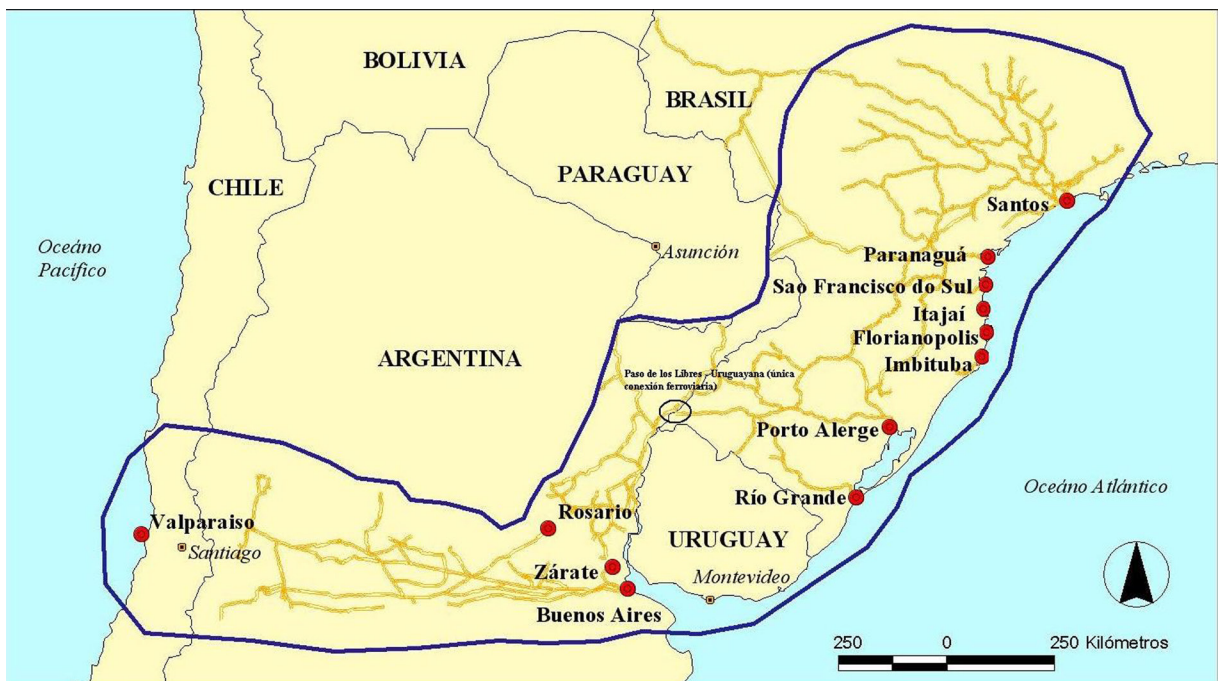 BOLIVIA
BRASIL
CHILE
PARAGUAY
Santos
Oceáno
Pacífico
Asunción
Paranaguá
Sao Francisco do Sul
Itajaí
Florianopolis
Imbituba
ARGENTINA
Paso de los Libres - Uruguayana (única
conexión ferroviaria)
Porto Alerge
Río Grande
Oceáno Atlántico
Valparaiso
Santiago
Rosario
URUGUAY
Zárate
Montevideo
Buenos Aires
250 0 250 Kilómetros